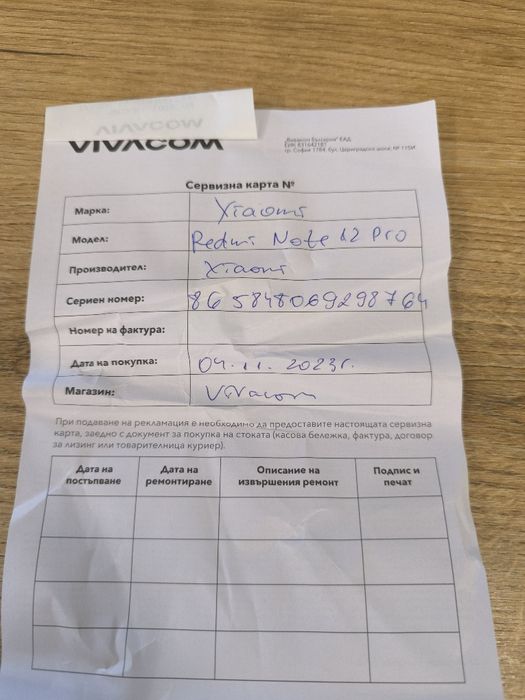 VIVACOM
VIVACOM
„Виваком България" ЕАД
ЕИК 831642181
гр. София 1784, бул. Цариградско шосе, № 115И
Сервизна карта №
Марка: Xiaomi
Модел: Redmi Note 12 Pro
Производител: Xiaomi
Сериен номер: 865848069298764
Номер на фактура:
Дата на покупка: 04.11.2023г.
Магазин: Vivacom
При подаване на рекламация е необходимо да предоставите настоящата сервизна
карта, заедно с документ за покупка на стоката (касова бележка, фактура, договор
за лизинг или товарителница куриер).
Дата на постъпване Дата на ремонтиране Описание на извършения ремонт Подпис и печат